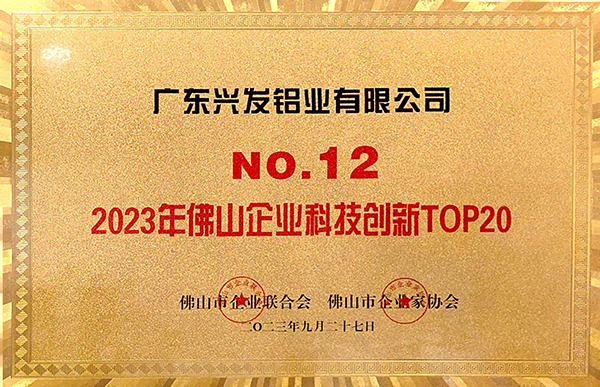 广东兴发铝业有限公司
NO.12
2023年佛山企业科技创新TOP20
佛山市企业联合会 佛山市企业家协会
二〇二三年九月二十七日